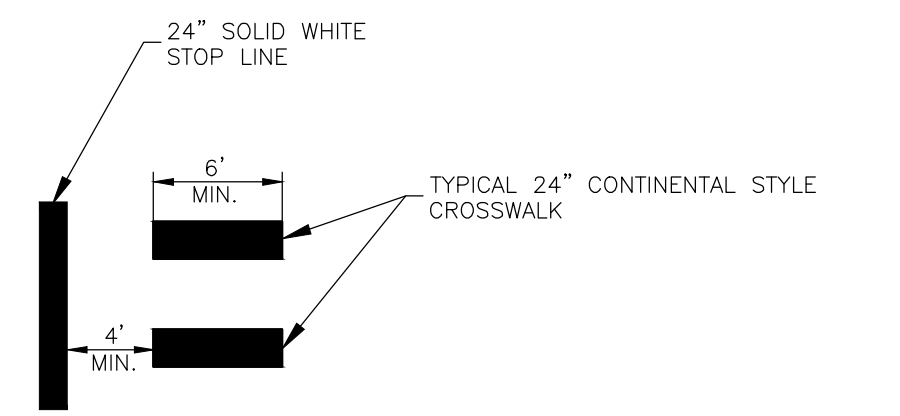 24” SOLID WHITE
STOP LINE
6’
MIN.
TYPICAL 24” CONTINENTAL STYLE
CROSSWALK
4’
MIN.